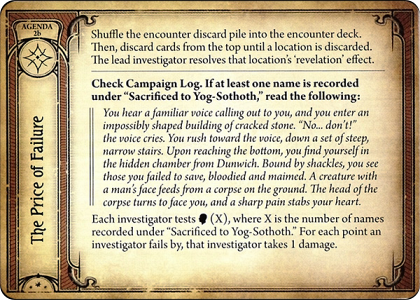 AGENDA
2b
The Price of Failure
Shuffle the encounter discard pile into the encounter deck.
Then, discard cards from the top until a location is discarded.
The lead investigator resolves that location's ‘revelation’ effect.
Check Campaign Log. If at least one name is recorded
under “Sacrificed to Yog-Sothoth,” read the following:
You hear a familiar voice calling out to you, and you enter an
impossibly shaped building of cracked stone. “No... don't!”
the voice cries. You rush toward the voice, down a set of steep,
narrow stairs. Upon reaching the bottom, you find yourself in
the hidden chamber from Dunwich. Bound by shackles, you see
those you failed to save, bloodied and maimed. A creature with
a man's face feeds from a corpse on the ground. The head of the
corpse turns to face you, and a sharp pain stabs your heart.
Each investigator tests (X), where X is the number of names
recorded under “Sacrificed to Yog-Sothoth.” For each point an
investigator fails by, that investigator takes 1 damage.